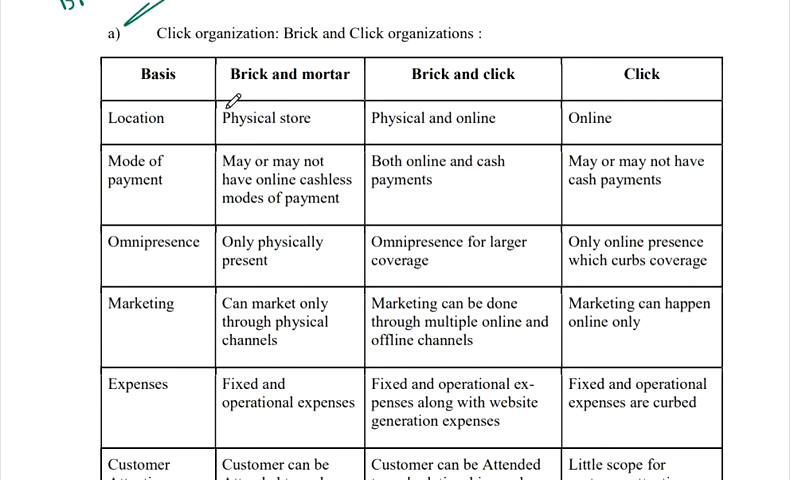 a) Click organization: Brick and Click organizations :
Basis Brick and mortar Brick and click Click
Location Physical store Physical and online Online
Mode of payment May or may not have online cashless modes of payment Both online and cash payments May or may not have cash payments
Omnipresence Only physically present Omnipresence for larger coverage Only online presence which curbs coverage
Marketing Can market only through physical channels Marketing can be done through multiple online and offline channels Marketing can happen online only
Expenses Fixed and operational expenses Fixed and operational ex-penses along with website generation expenses Fixed and operational expenses are curbed
Customer Customer can be Customer can be Attended Little scope for